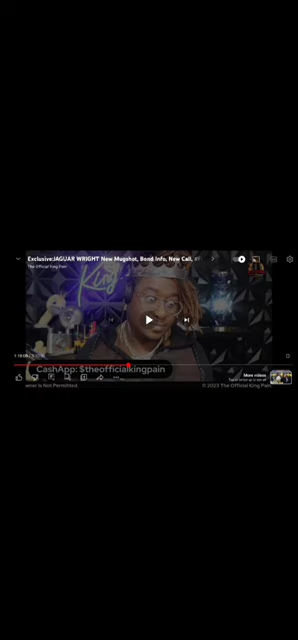 Exclusive:JAGUAR WRIGHT New Mugshot, Bond Info, New Call,
The Official King Pain
King
CashApp: $theofficialkingpain
More videos
is Not Permitted.
© 2023 The Official King Pain,